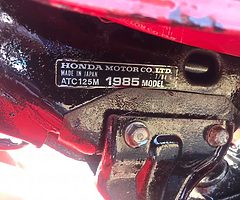 HONDA MOTOR CO., LTD.
MADE IN JAPAN
ATC125M 1985 MODEL